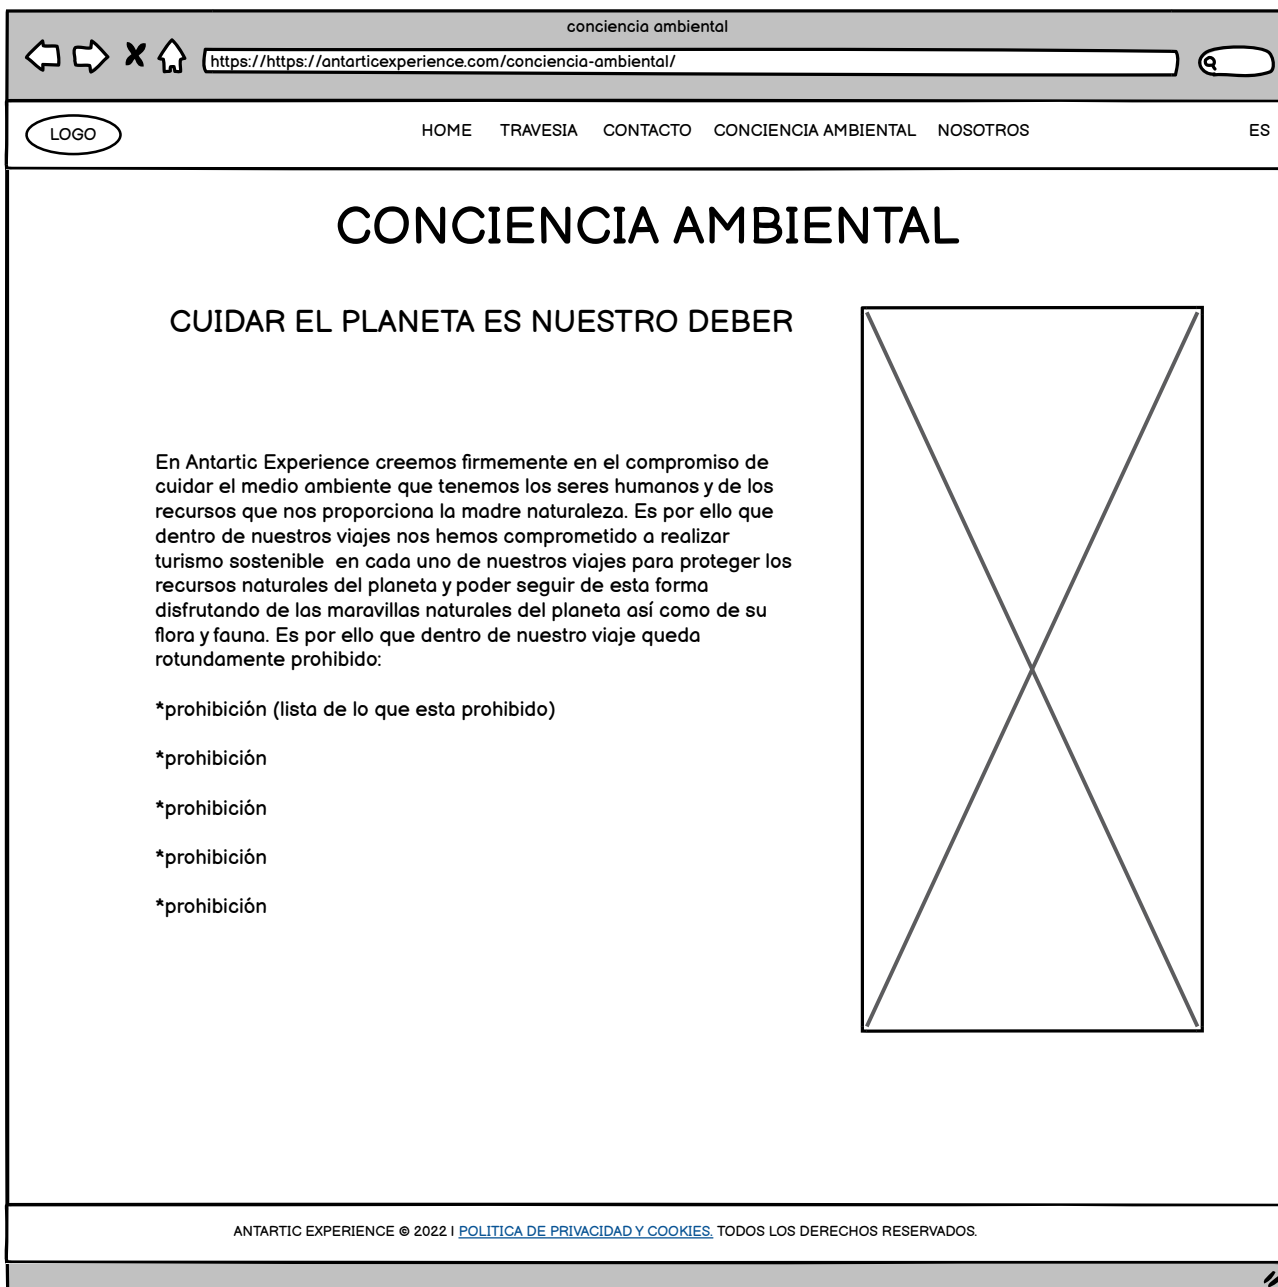 conciencia ambiental
https://https://antarticexperience.com/conciencia-ambiental/
LOGO HOME TRAVESIA CONTACTO CONCIENCIA AMBIENTAL NOSOTROS ES
CONCIENCIA AMBIENTAL
CUIDAR EL PLANETA ES NUESTRO DEBER
En Antartic Experience creemos firmemente en el compromiso de
cuidar el medio ambiente que tenemos los seres humanos y de los
recursos que nos proporciona la madre naturaleza. Es por ello que
dentro de nuestros viajes nos hemos comprometido a realizar
turismo sostenible  en cada uno de nuestros viajes para proteger los
recursos naturales del planeta y poder seguir de esta forma
disfrutando de las maravillas naturales del planeta así como de su
flora y fauna. Es por ello que dentro de nuestro viaje queda
rotundamente prohibido:
*prohibición (lista de lo que esta prohibido)
*prohibición
*prohibición
*prohibición
*prohibición
ANTARTIC EXPERIENCE © 2022 I POLITICA DE PRIVACIDAD Y COOKIES. TODOS LOS DERECHOS RESERVADOS.